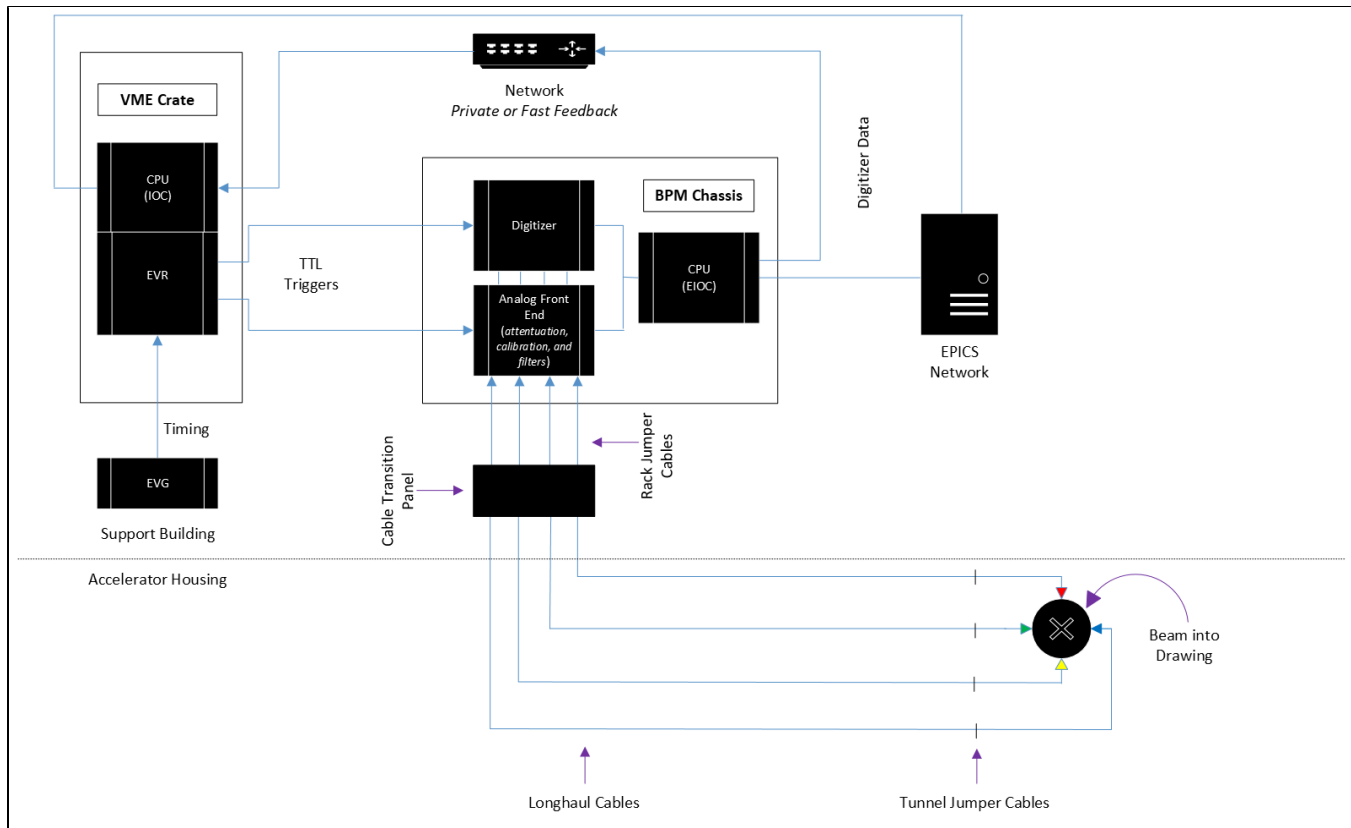 VME Crate
CPU
(IOC)
EVR
Timing
EVG
Support Building
Accelerator Housing
Network
Private or Fast Feedback
TTL
Triggers
BPM Chassis
Digitizer
Analog Front
End
(attentuation,
calibration, and
filters)
CPU
(EIOC)
Digitizer Data
EPICS
Network
Cable Transition
Panel
Rack Jumper
Cables
Beam into
Drawing
Longhaul Cables
Tunnel Jumper Cables